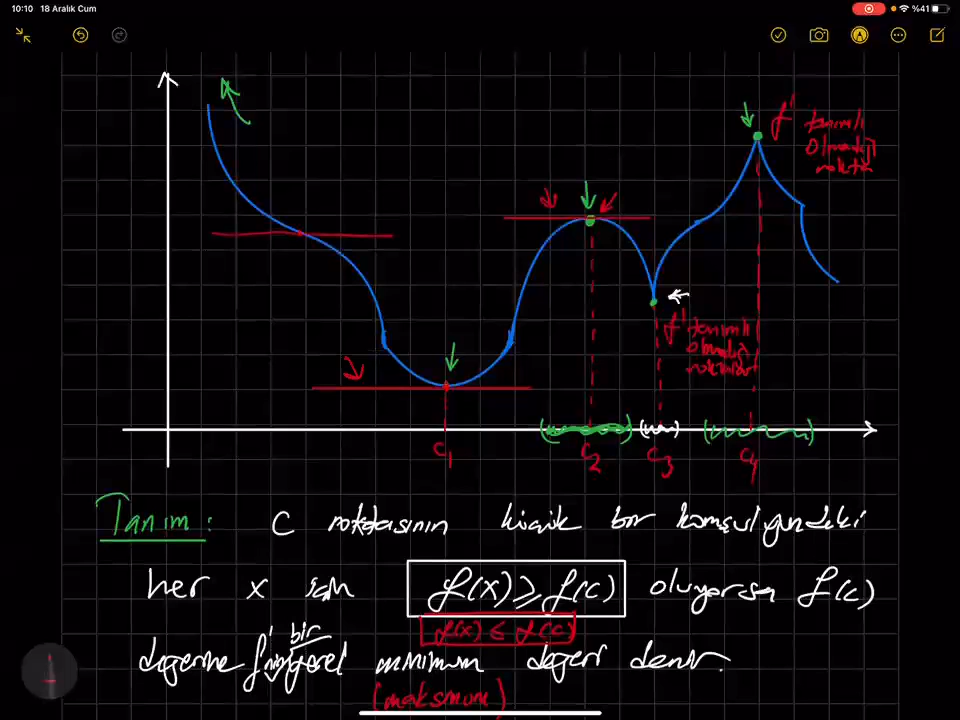 10:10 18 Aralık Cum
%41
f' tanımlı
olmadığı
nokta
f' tanımlı
olmadığı
noktalar
C1 C2 C3 C4
Tanım: C noktasının küçük bir komşuluğundaki
her x için f(x) ⩾ f(c) oluyorsa f(c)
f(x) ≤ f(c)
değerine f'nin bir yerel minimum değeri denir.
(maksimum)